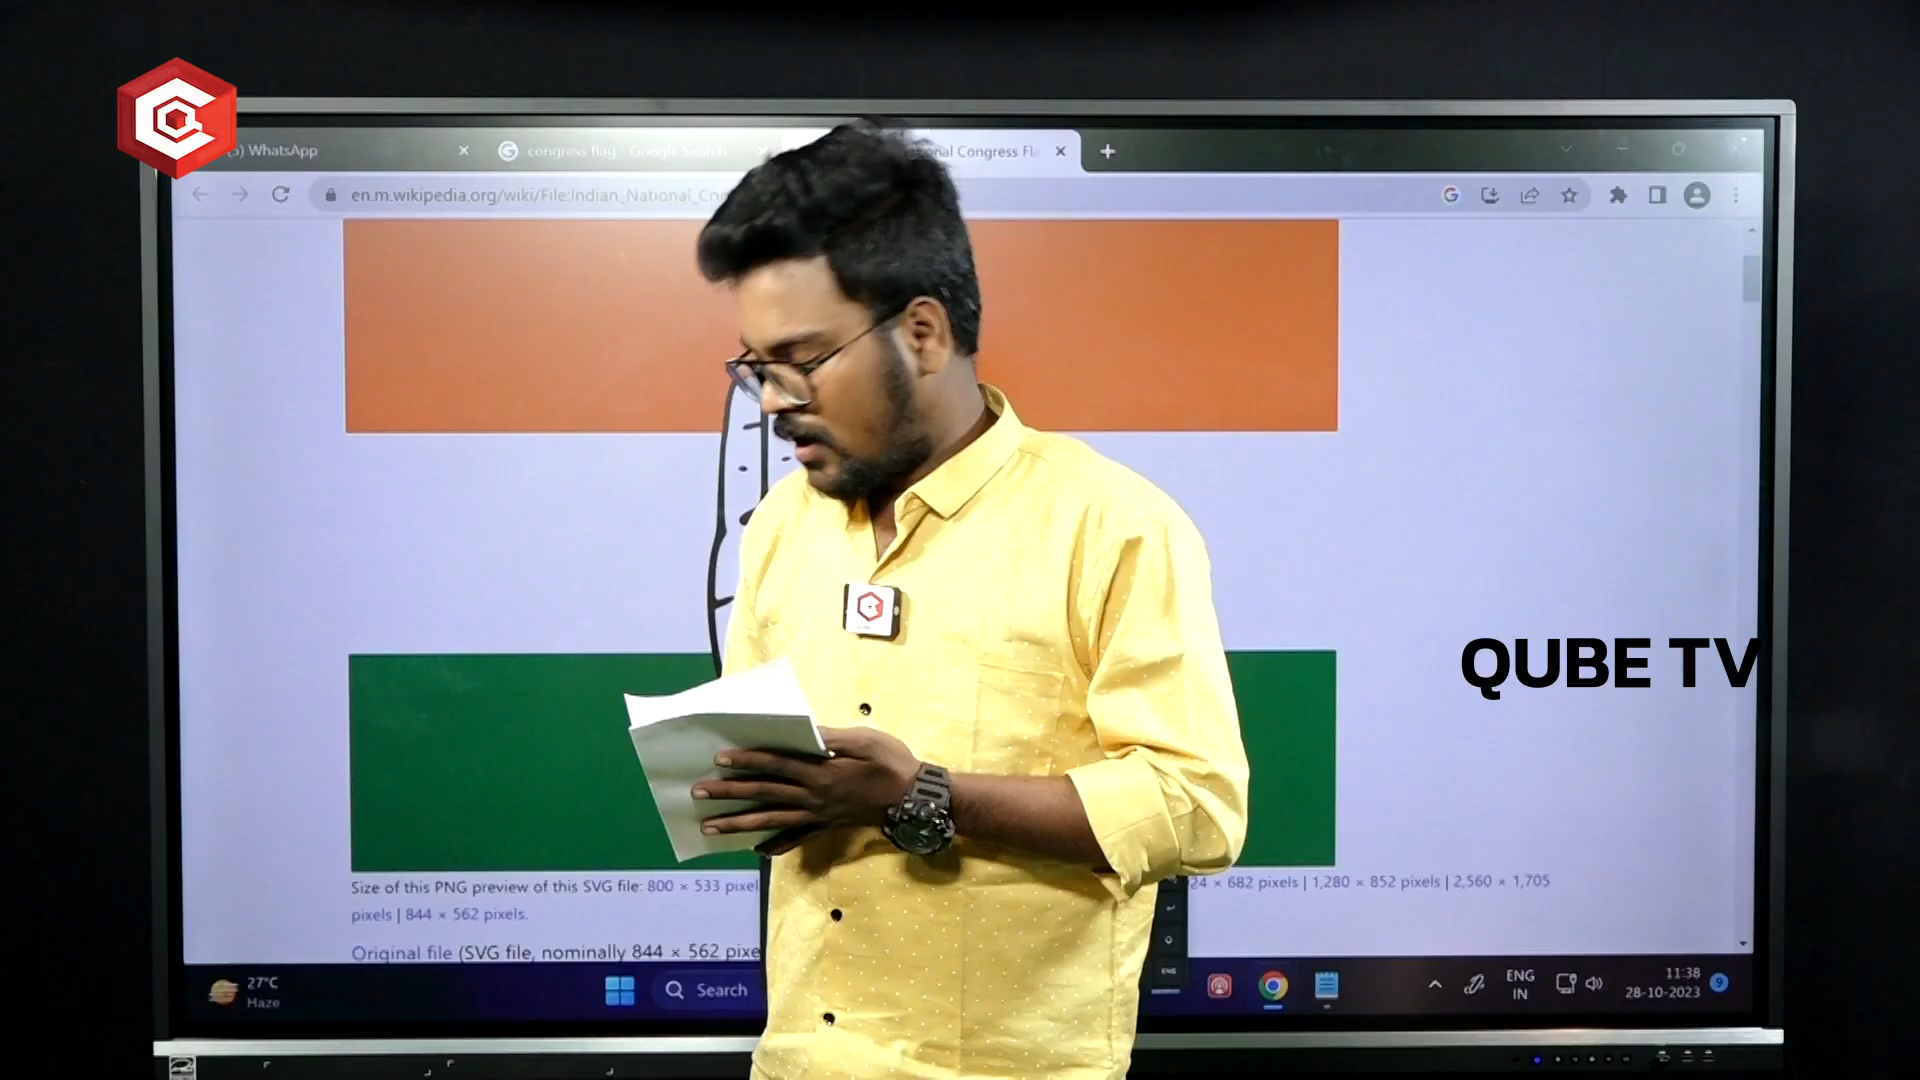 WhatsApp
congress flag - Google Search
onal Congress Fla
en.m.wikipedia.org/wiki/File:Indian_National_Con
QUBE TV
Size of this PNG preview of this SVG file: 800 × 533 pixel
24 × 682 pixels | 1,280 × 852 pixels | 2,560 × 1,705
pixels | 844 × 562 pixels.
Original file (SVG file, nominally 844 × 562 pixe
27°C
Haze
Search
ENG
ENG
IN
11:38
28-10-2023
9